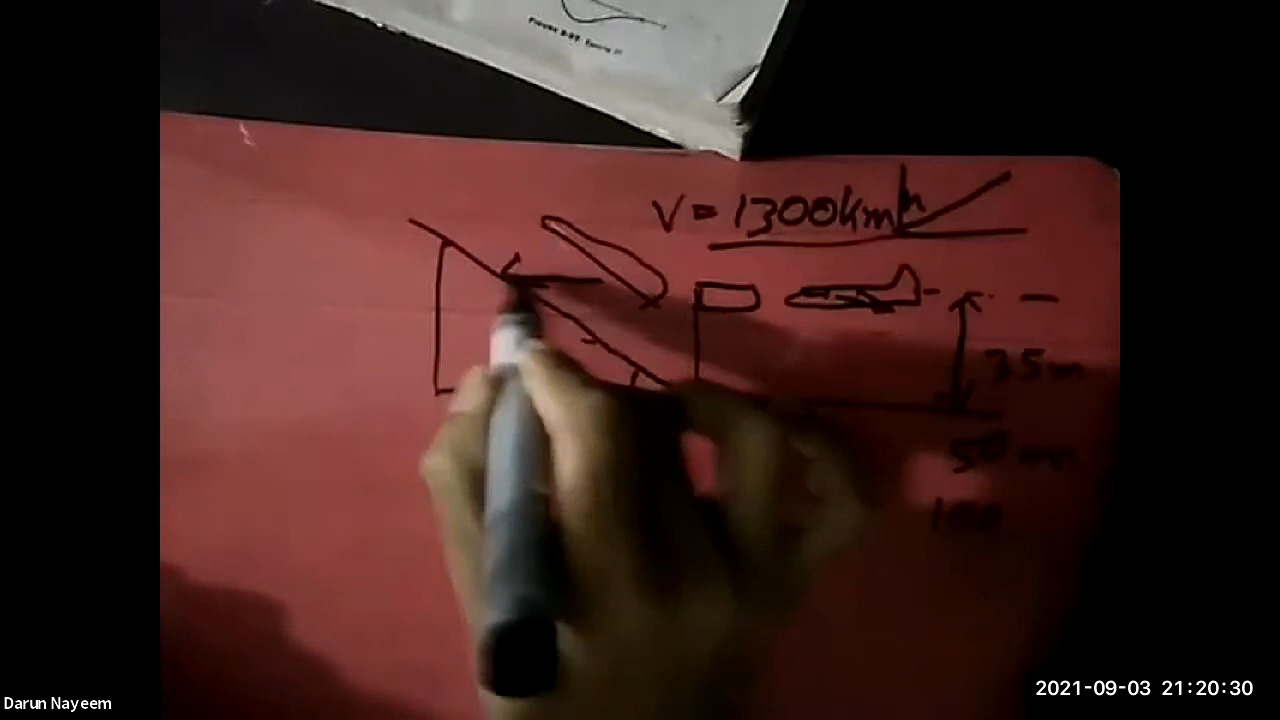 V = 1300km/h
35m
50m
100
2021-09-03 21:20:30
Darun Nayeem